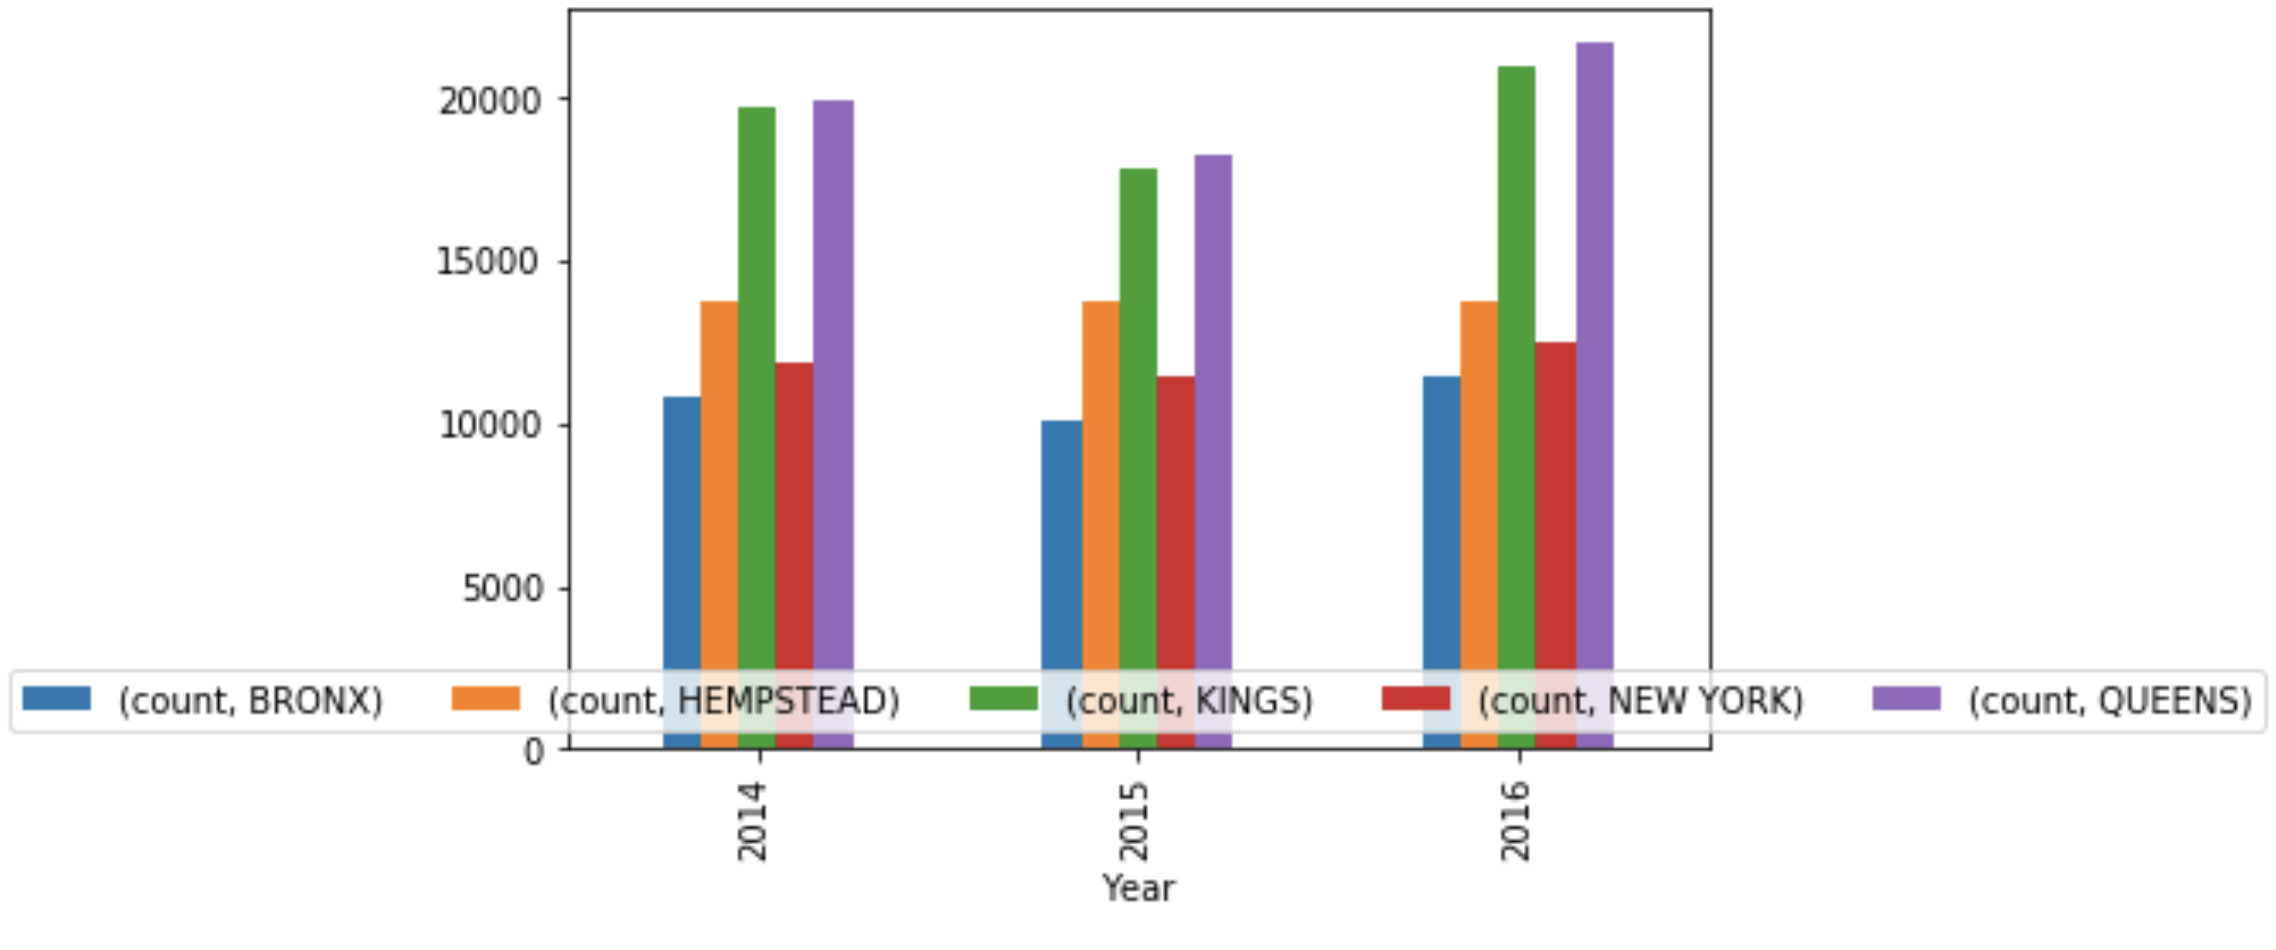 20000
15000
10000
5000
(count, BRONX) (count, HEMPSTEAD) (count, KINGS) (count, NEW YORK) (count, QUEENS)
0
2014 2015 2016
Year